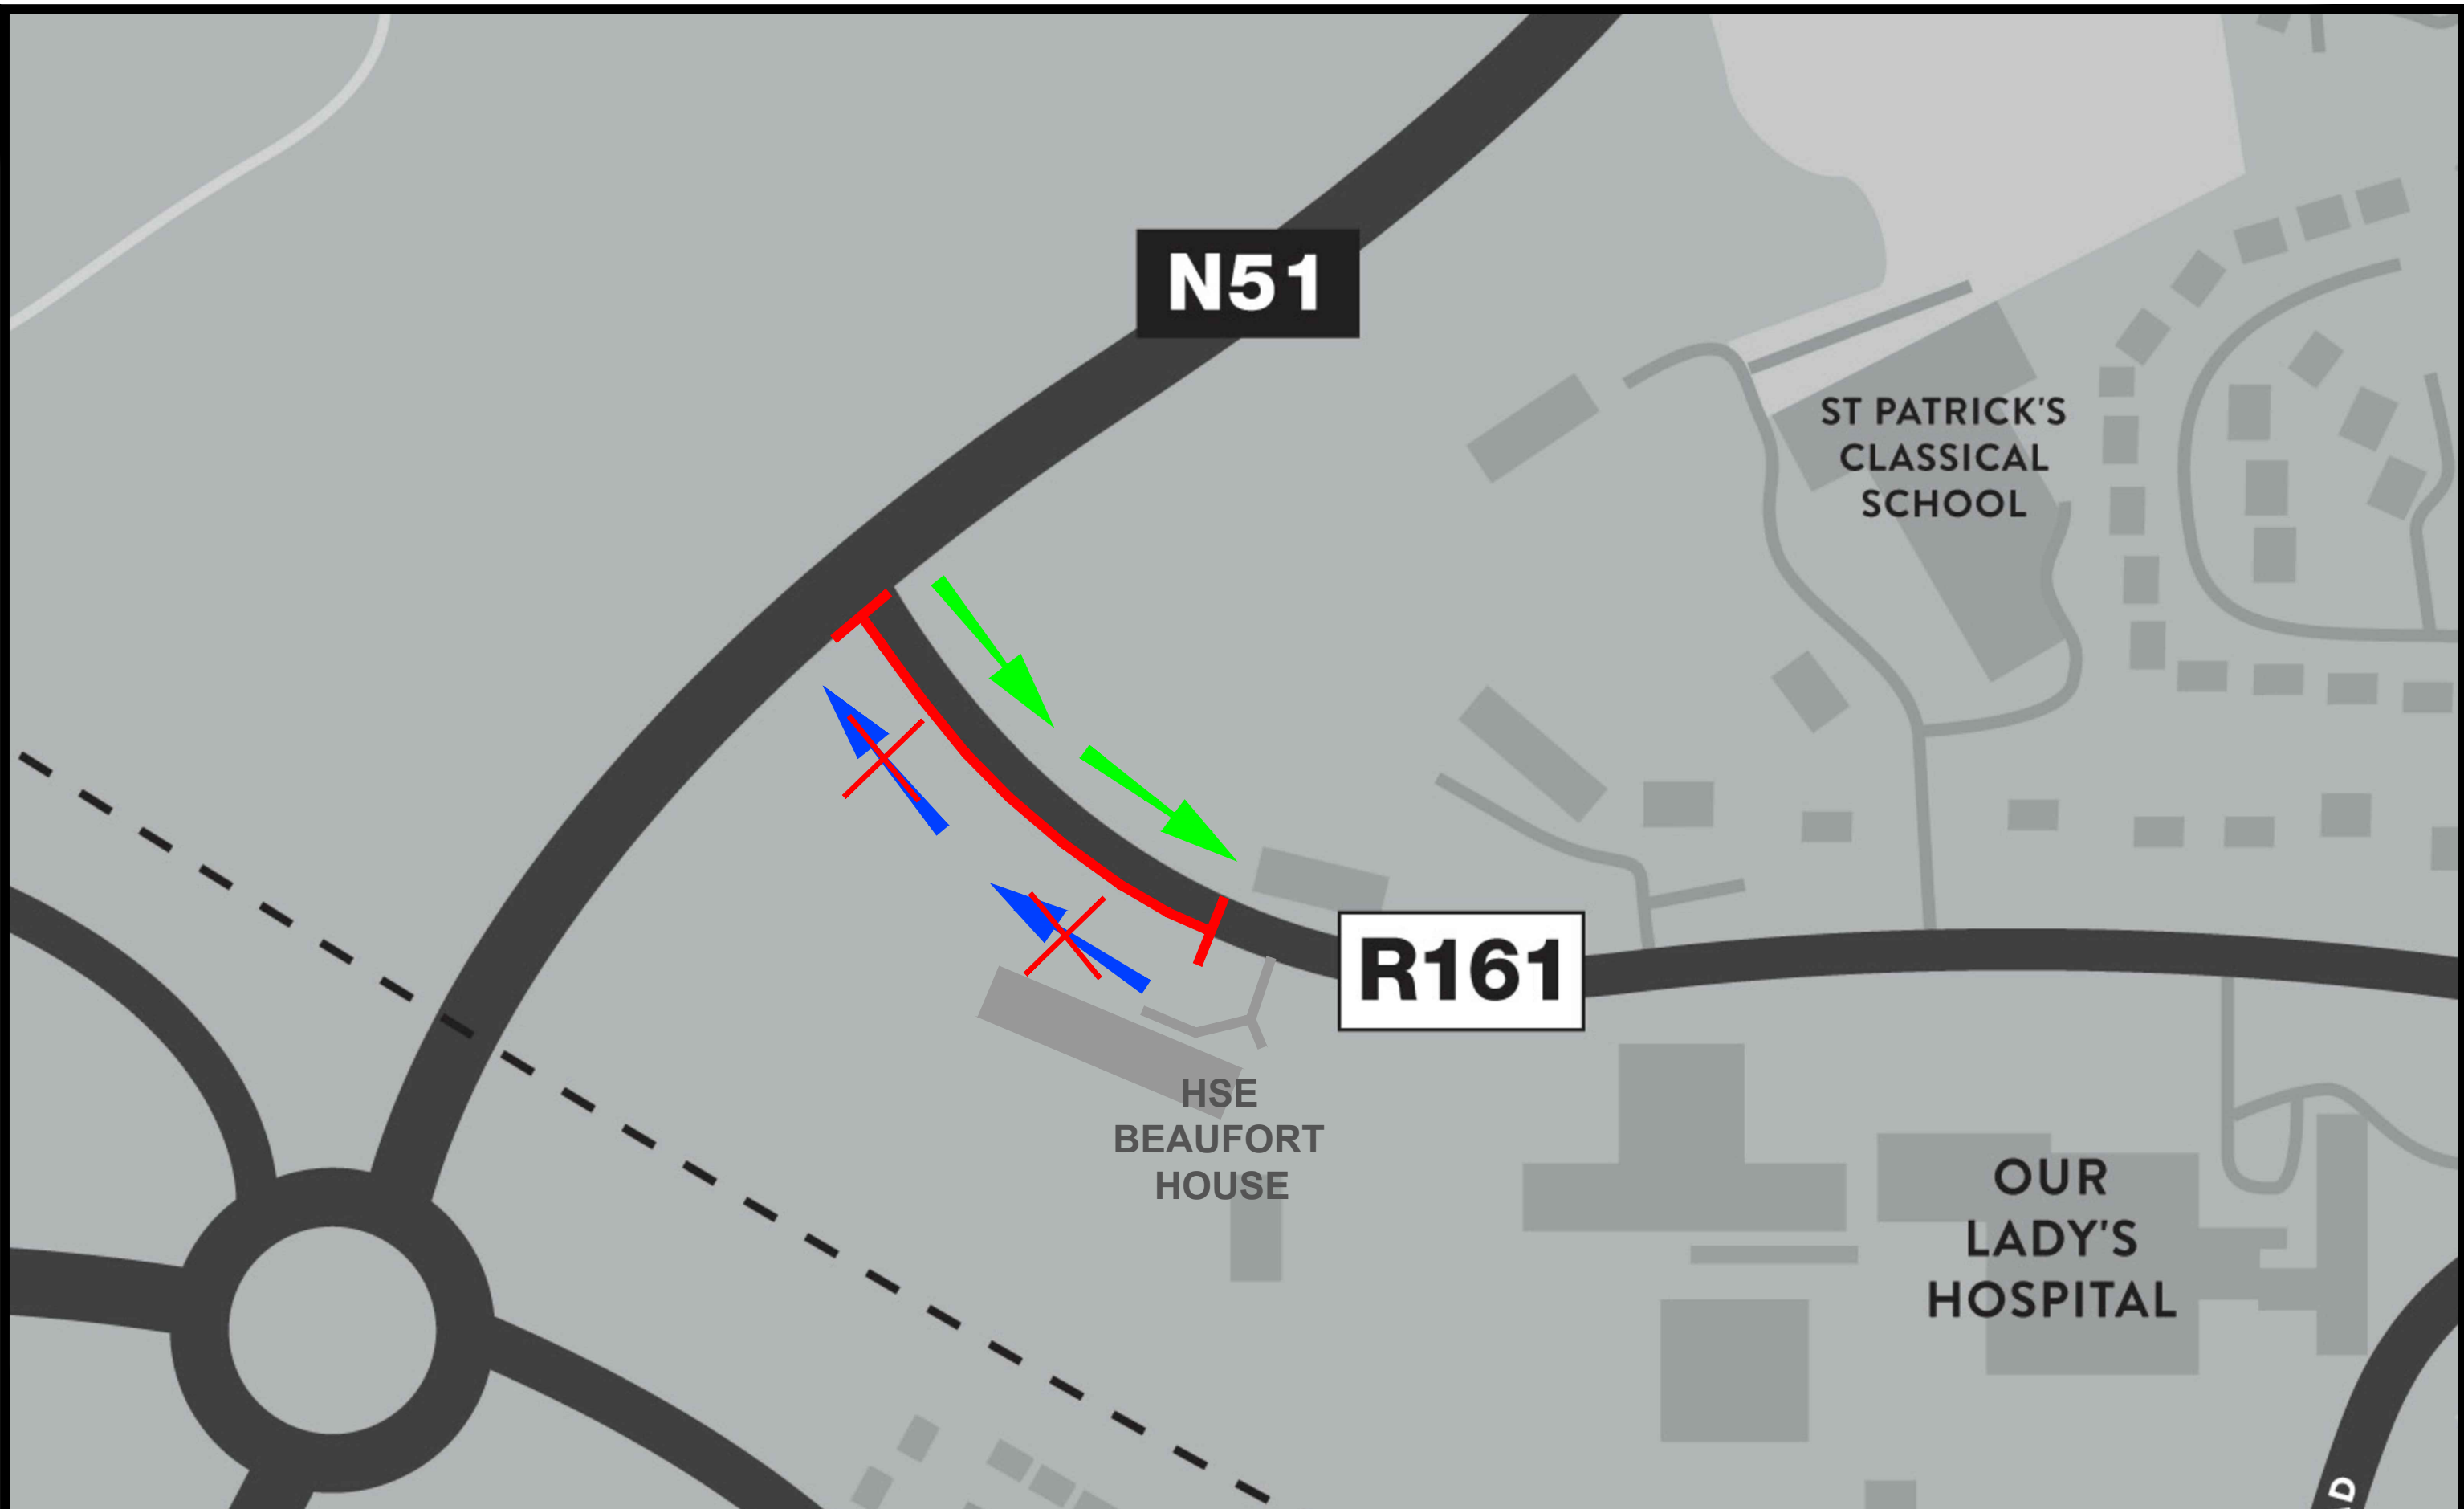 N51
ST PATRICK'S
CLASSICAL
SCHOOL
R161
HSE
BEAUFORT
HOUSE
OUR
LADY'S
HOSPITAL
D